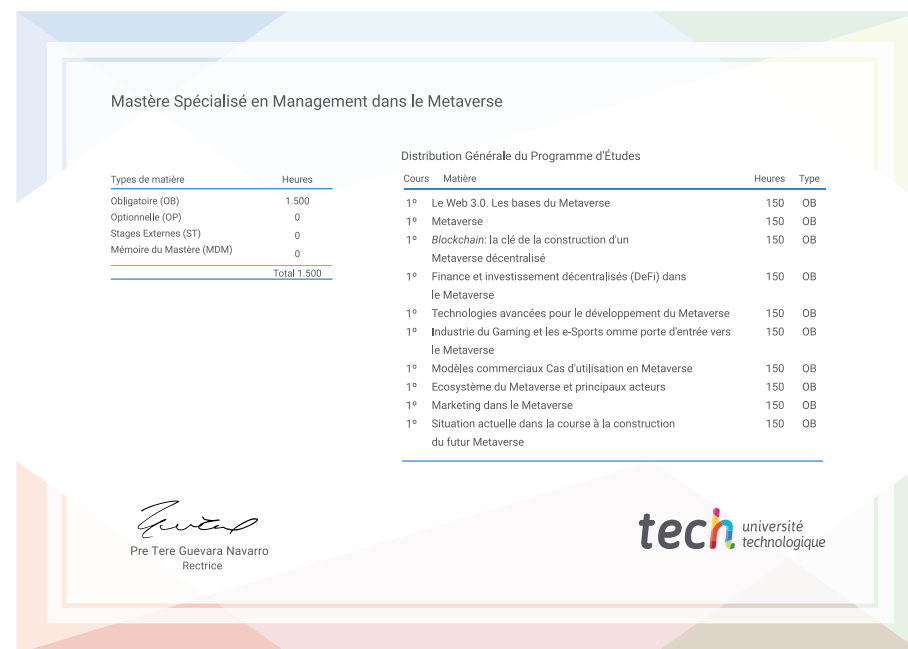 Mastère Spécialisé en Management dans le Metaverse
Types de matière Heures
Obligatoire (OB) 1.500
Optionnelle (OP) 0
Stages Externes (ST) 0
Mémoire du Mastère (MDM) 0
Total 1.500
Distribution Générale du Programme d'Études
Cours Matière Heures Type
1º Le Web 3.0. Les bases du Metaverse 150 OB
1º Metaverse 150 OB
1º Blockchain: la clé de la construction d'un 150 OB
Metaverse décentralisé
1º Finance et investissement décentralisés (DeFi) dans 150 OB
le Metaverse
1º Technologies avancées pour le développement du Metaverse 150 OB
1º Industrie du Gaming et les e-Sports omme porte d'entrée vers 150 OB
le Metaverse
1º Modèles commerciaux Cas d'utilisation en Metaverse 150 OB
1º Ecosystème du Metaverse et principaux acteurs 150 OB
1º Marketing dans le Metaverse 150 OB
1º Situation actuelle dans la course à la construction 150 OB
du futur Metaverse
Pre Tere Guevara Navarro
Rectrice
tech université
technologique